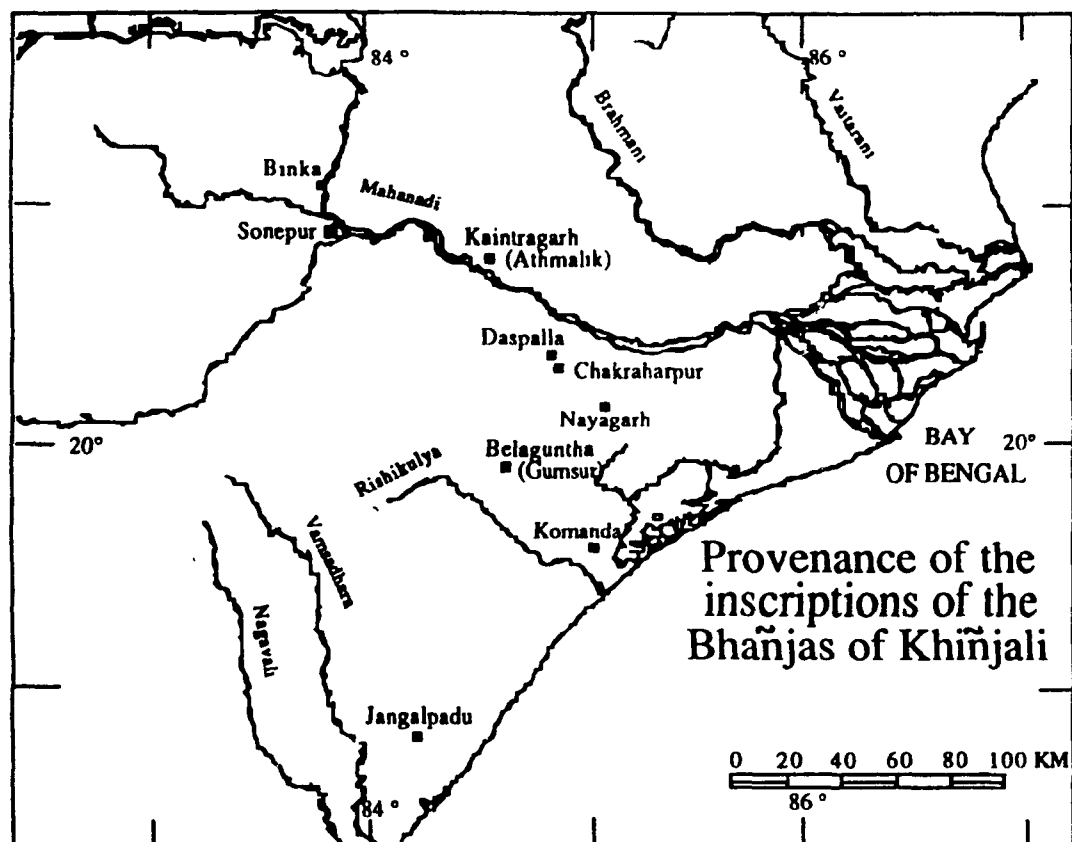 84 °
86 °
Brahmani
Vaitarani
Binka
Mahanadi
Sonepur
Kaintragarh
(Athmalik)
Daspalla
Chakraharpur
Nayagarh
20°
20°
Belaguntha
(Gumsur)
BAY
OF BENGAL
Rishikulya
Komanda
Vamsadhara
Nagavali
Provenance of the
inscriptions of the
Bhañjas of Khiñjali
Jangalpadu
0 20 40 60 80 100 KM
84 °
86 °